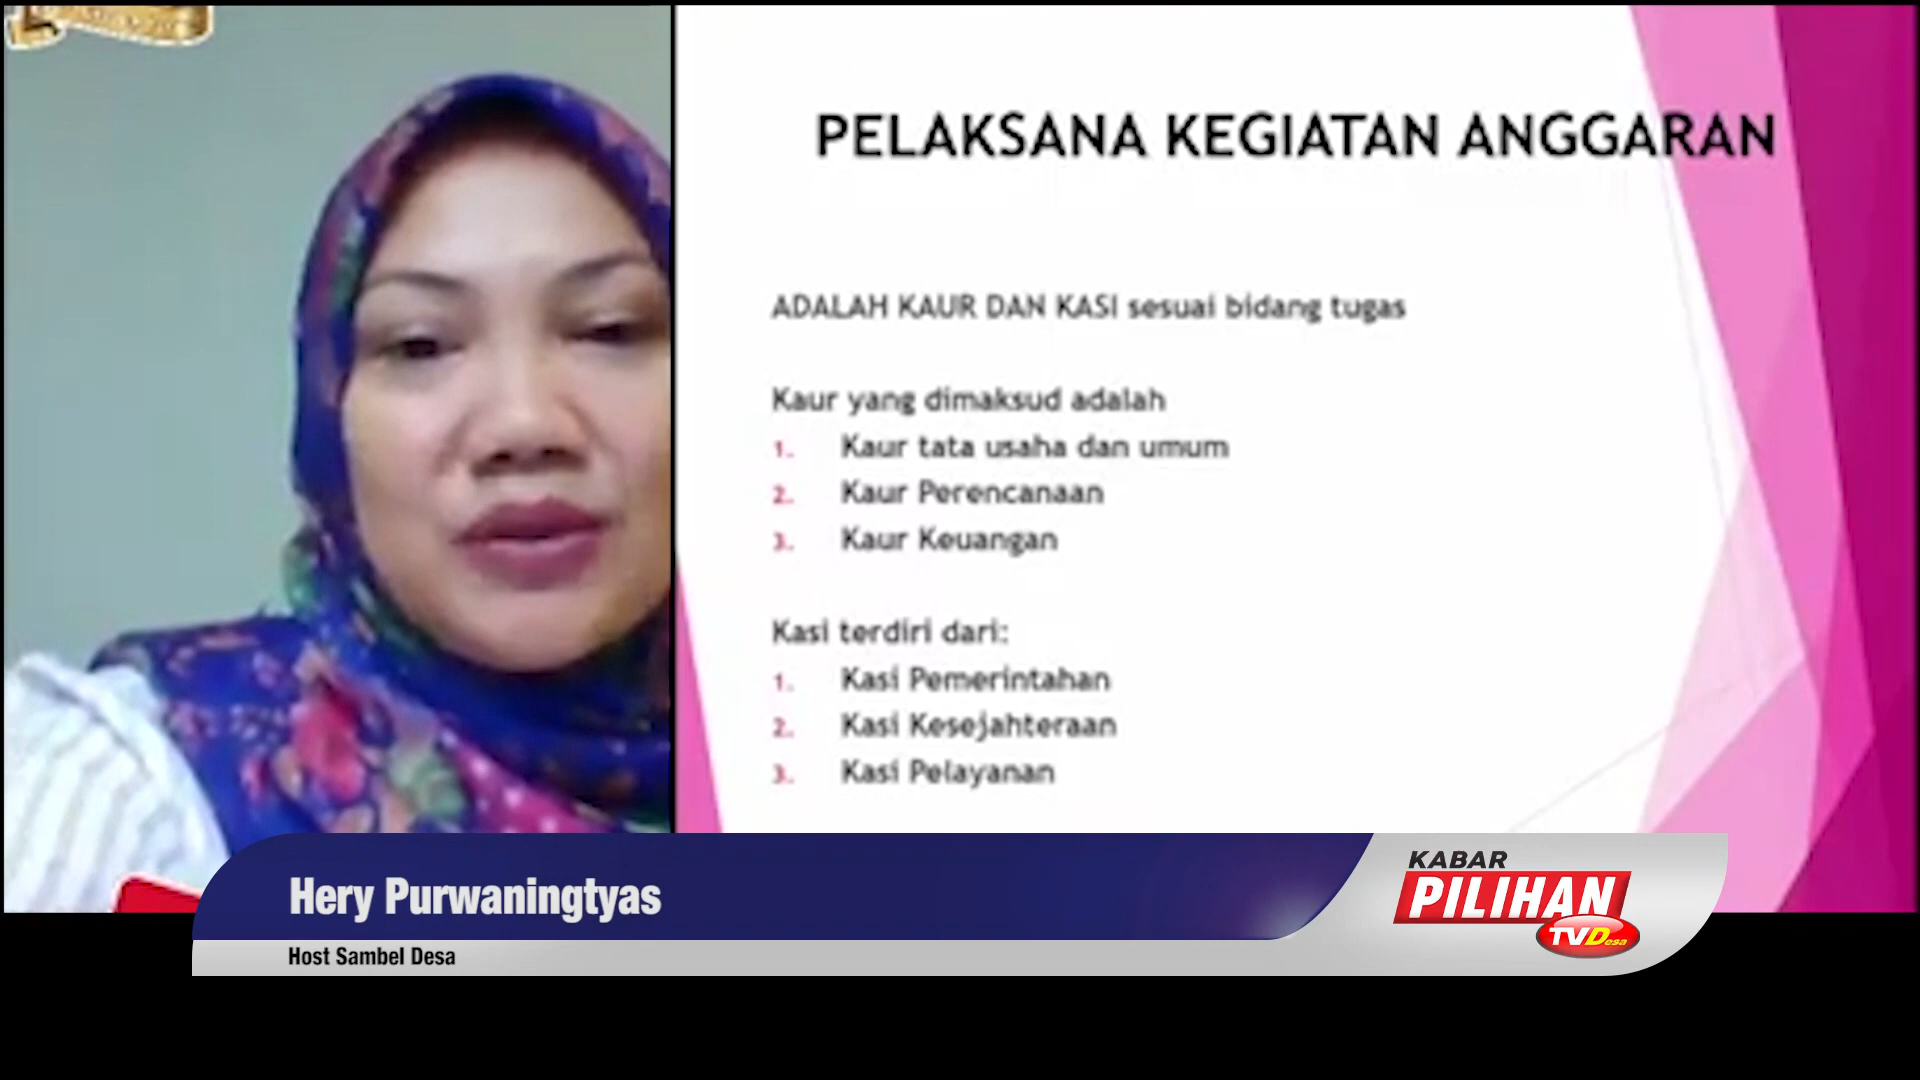 PELAKSANA KEGIATAN ANGGARAN
ADALAH KAUR DAN KASI sesuai bidang tugas
Kaur yang dimaksud adalah
1. Kaur tata usaha dan umum
2. Kaur Perencanaan
3. Kaur Keuangan
Kasi terdiri dari:
1. Kasi Pemerintahan
2. Kasi Kesejahteraan
3. Kasi Pelayanan
Hery Purwaningtyas
Host Sambel Desa
KABAR
PILIHAN
TVDesa